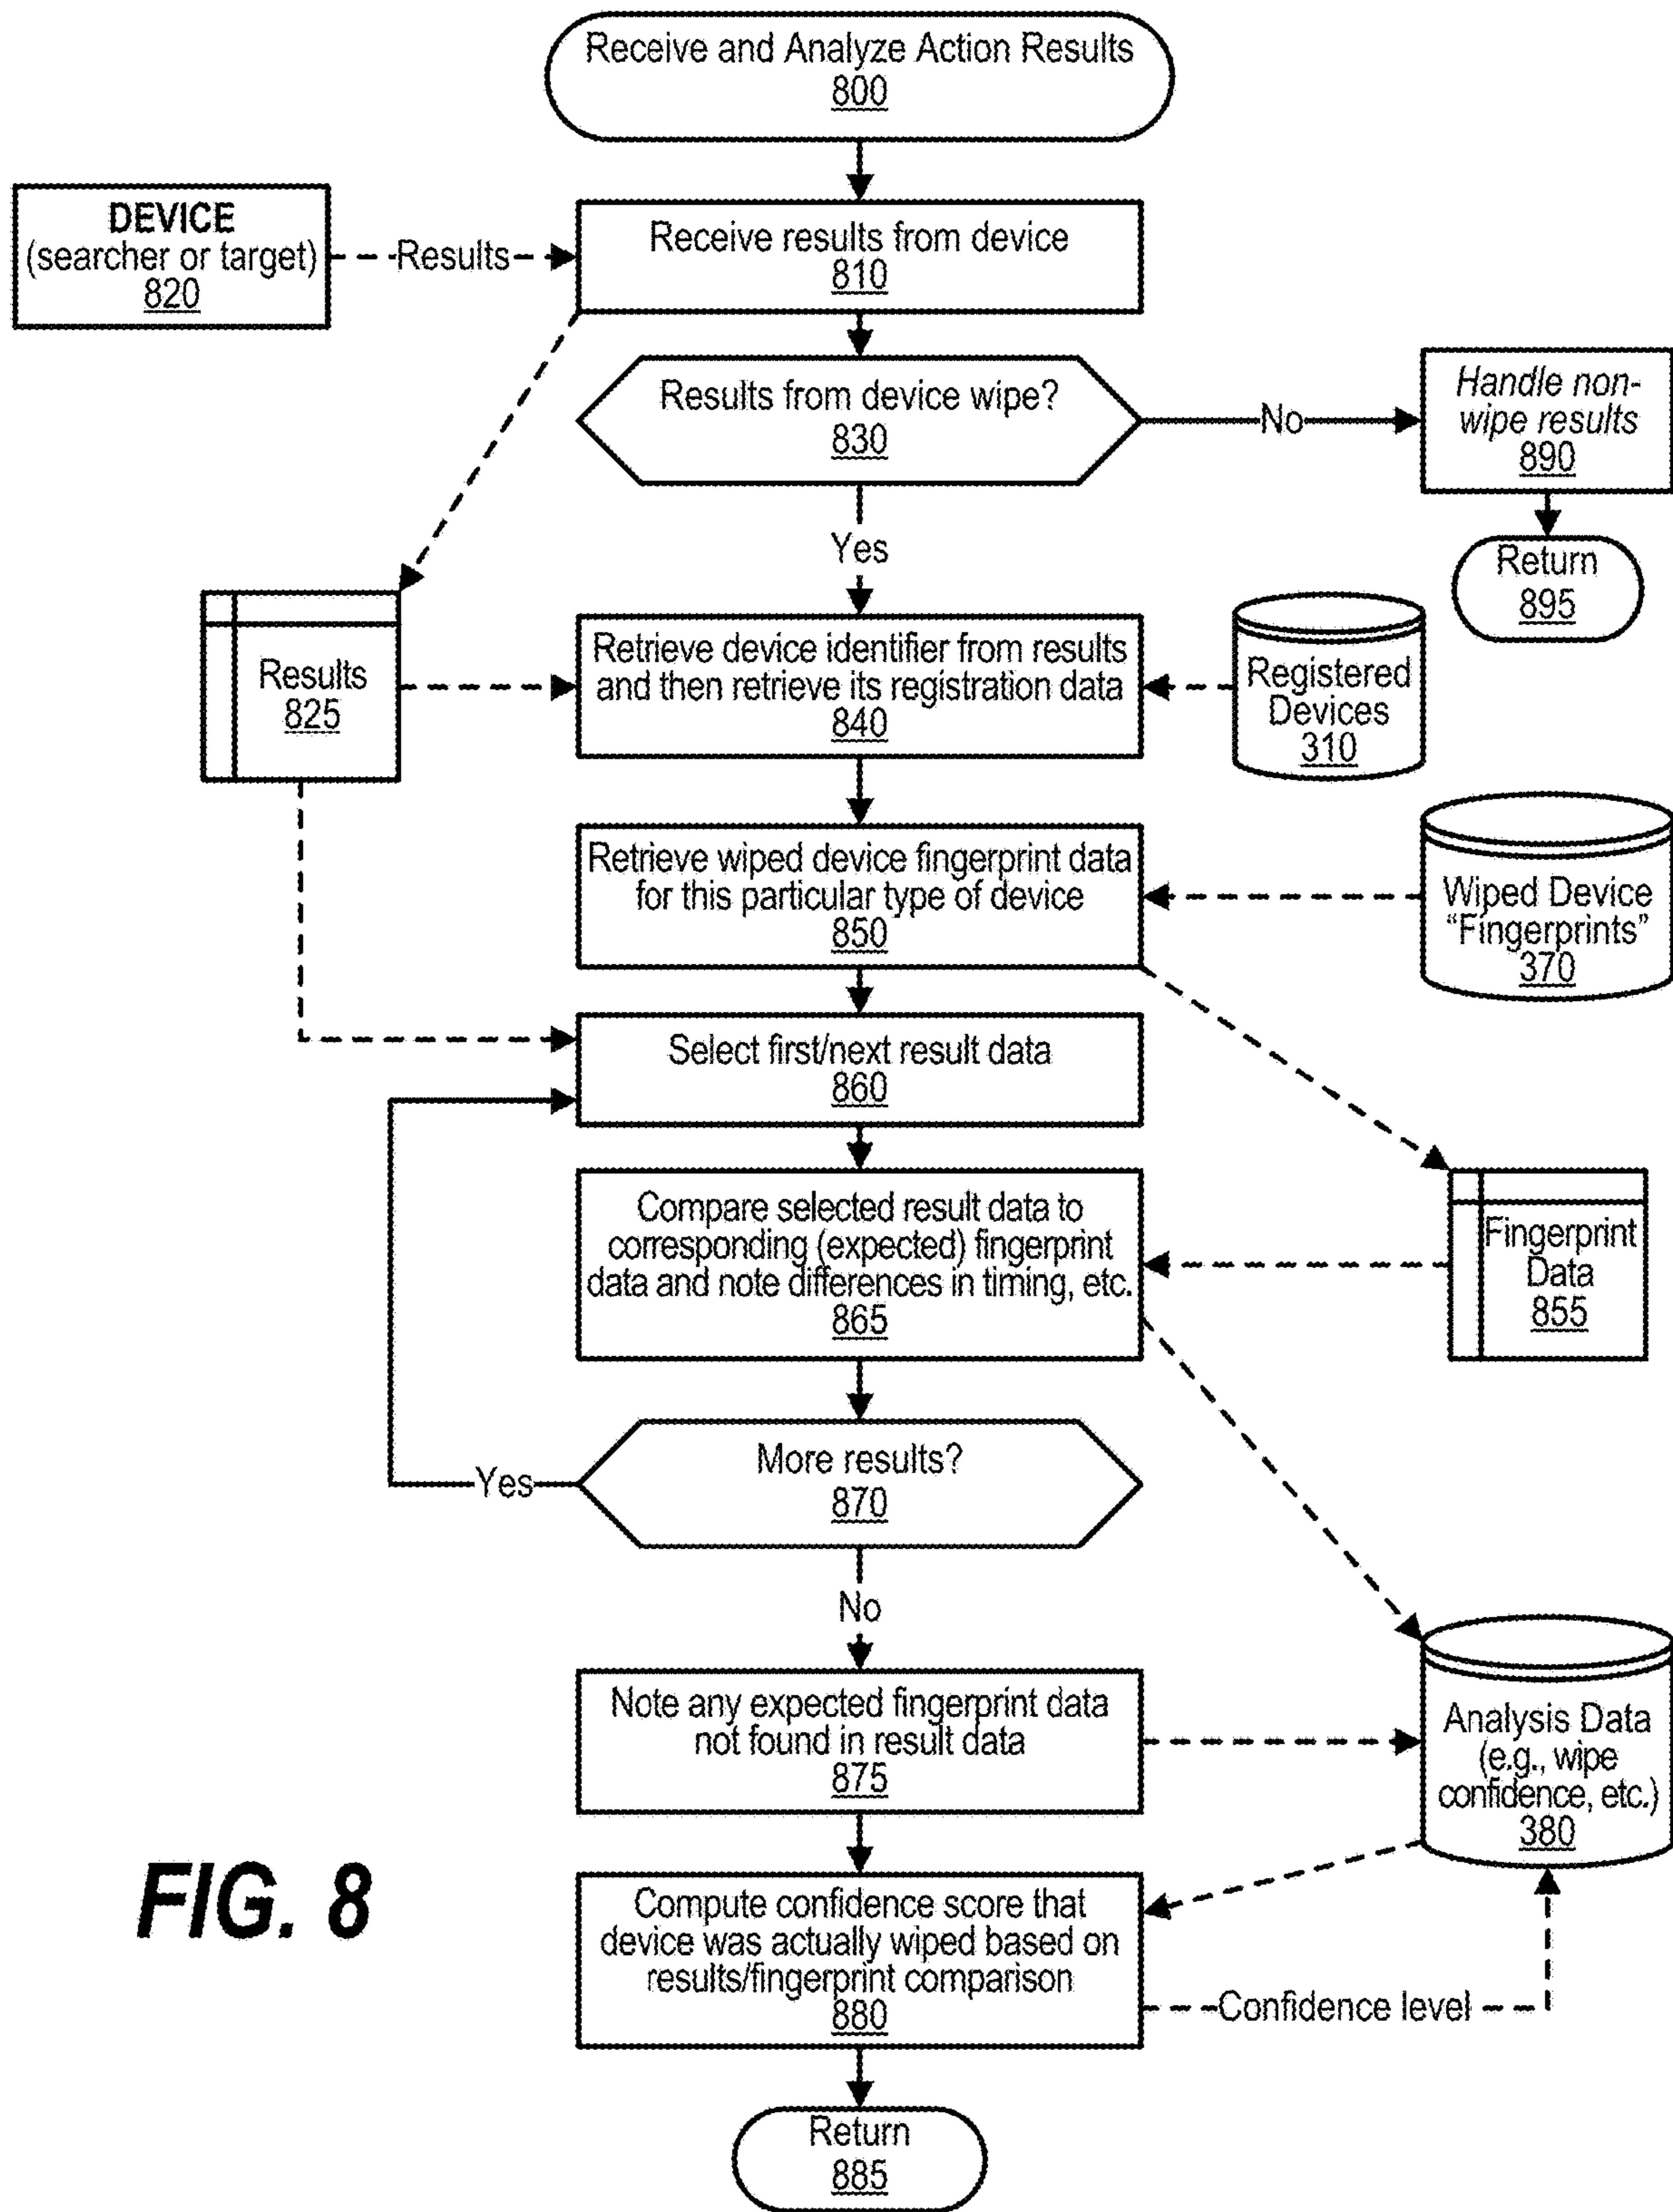 Receive and Analyze Action Results
800
DEVICE
(searcher or target)
820
Results
Receive results from device
810
Results from device wipe?
830
No
Handle non-
wipe results
890
Yes
Return
895
Results
825
Retrieve device identifier from results
and then retrieve its registration data
840
Registered
Devices
310
Retrieve wiped device fingerprint data
for this particular type of device
850
Wiped Device
“Fingerprints”
370
Select first/next result data
860
Compare selected result data to
corresponding (expected) fingerprint
data and note differences in timing, etc.
865
Fingerprint
Data
855
More results?
870
Yes
No
Note any expected fingerprint data
not found in result data
875
Analysis Data
(e.g., wipe
confidence, etc.)
380
FIG. 8
Compute confidence score that
device was actually wiped based on
results/fingerprint comparison
880
Confidence level
Return
885